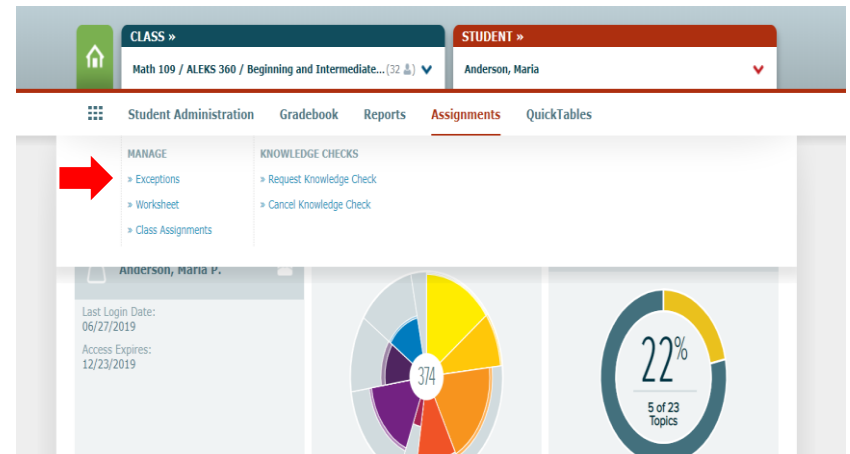 CLASS »
Math 109 / ALEKS 360 / Beginning and Intermediate... (32)
STUDENT »
Anderson, Maria
Student Administration Gradebook Reports Assignments QuickTables
MANAGE
» Exceptions
» Worksheet
» Class Assignments
KNOWLEDGE CHECKS
» Request Knowledge Check
» Cancel Knowledge Check
Anderson, Maria P.
Last Login Date:
06/27/2019
Access Expires:
12/23/2019
374
22%
5 of 23
Topics